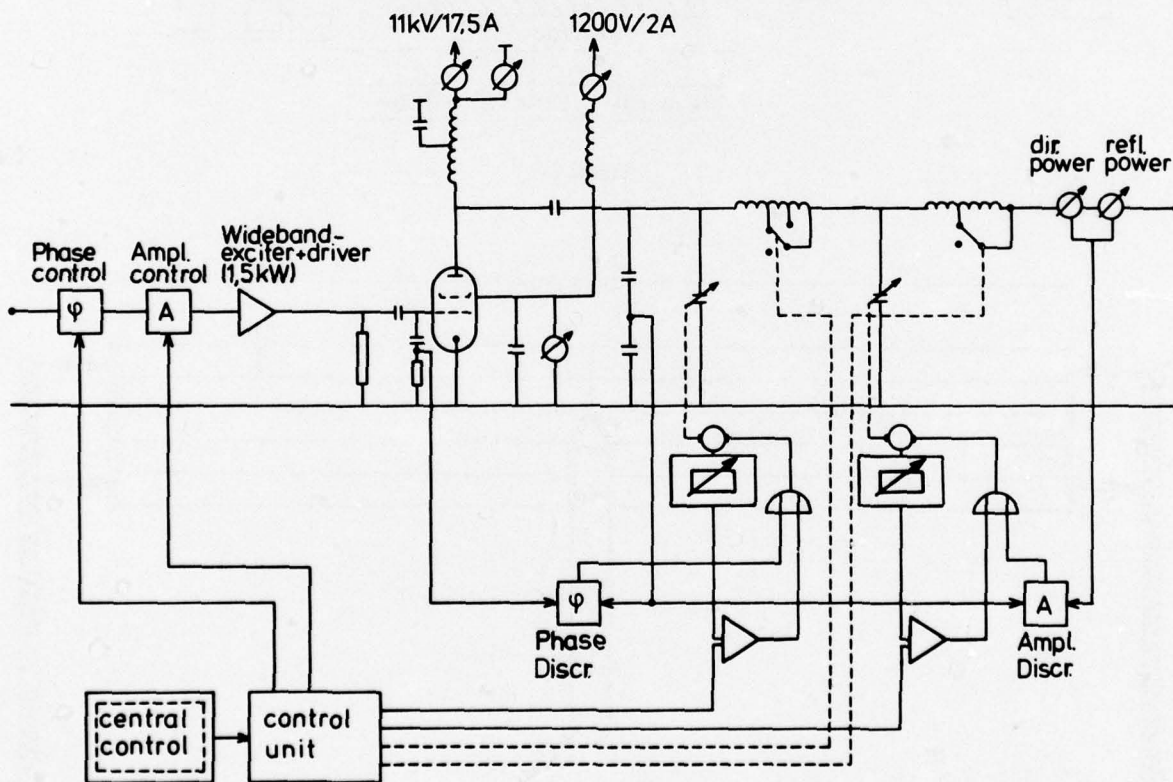 11kV/17,5A
1200V/2A
dir. power
refl. power
Phase control
Ampl. control
Wideband-
exciter+driver
(1,5kW)
φ
A
φ
Phase
Discr.
A
Ampl.
Discr.
central
control
control
unit